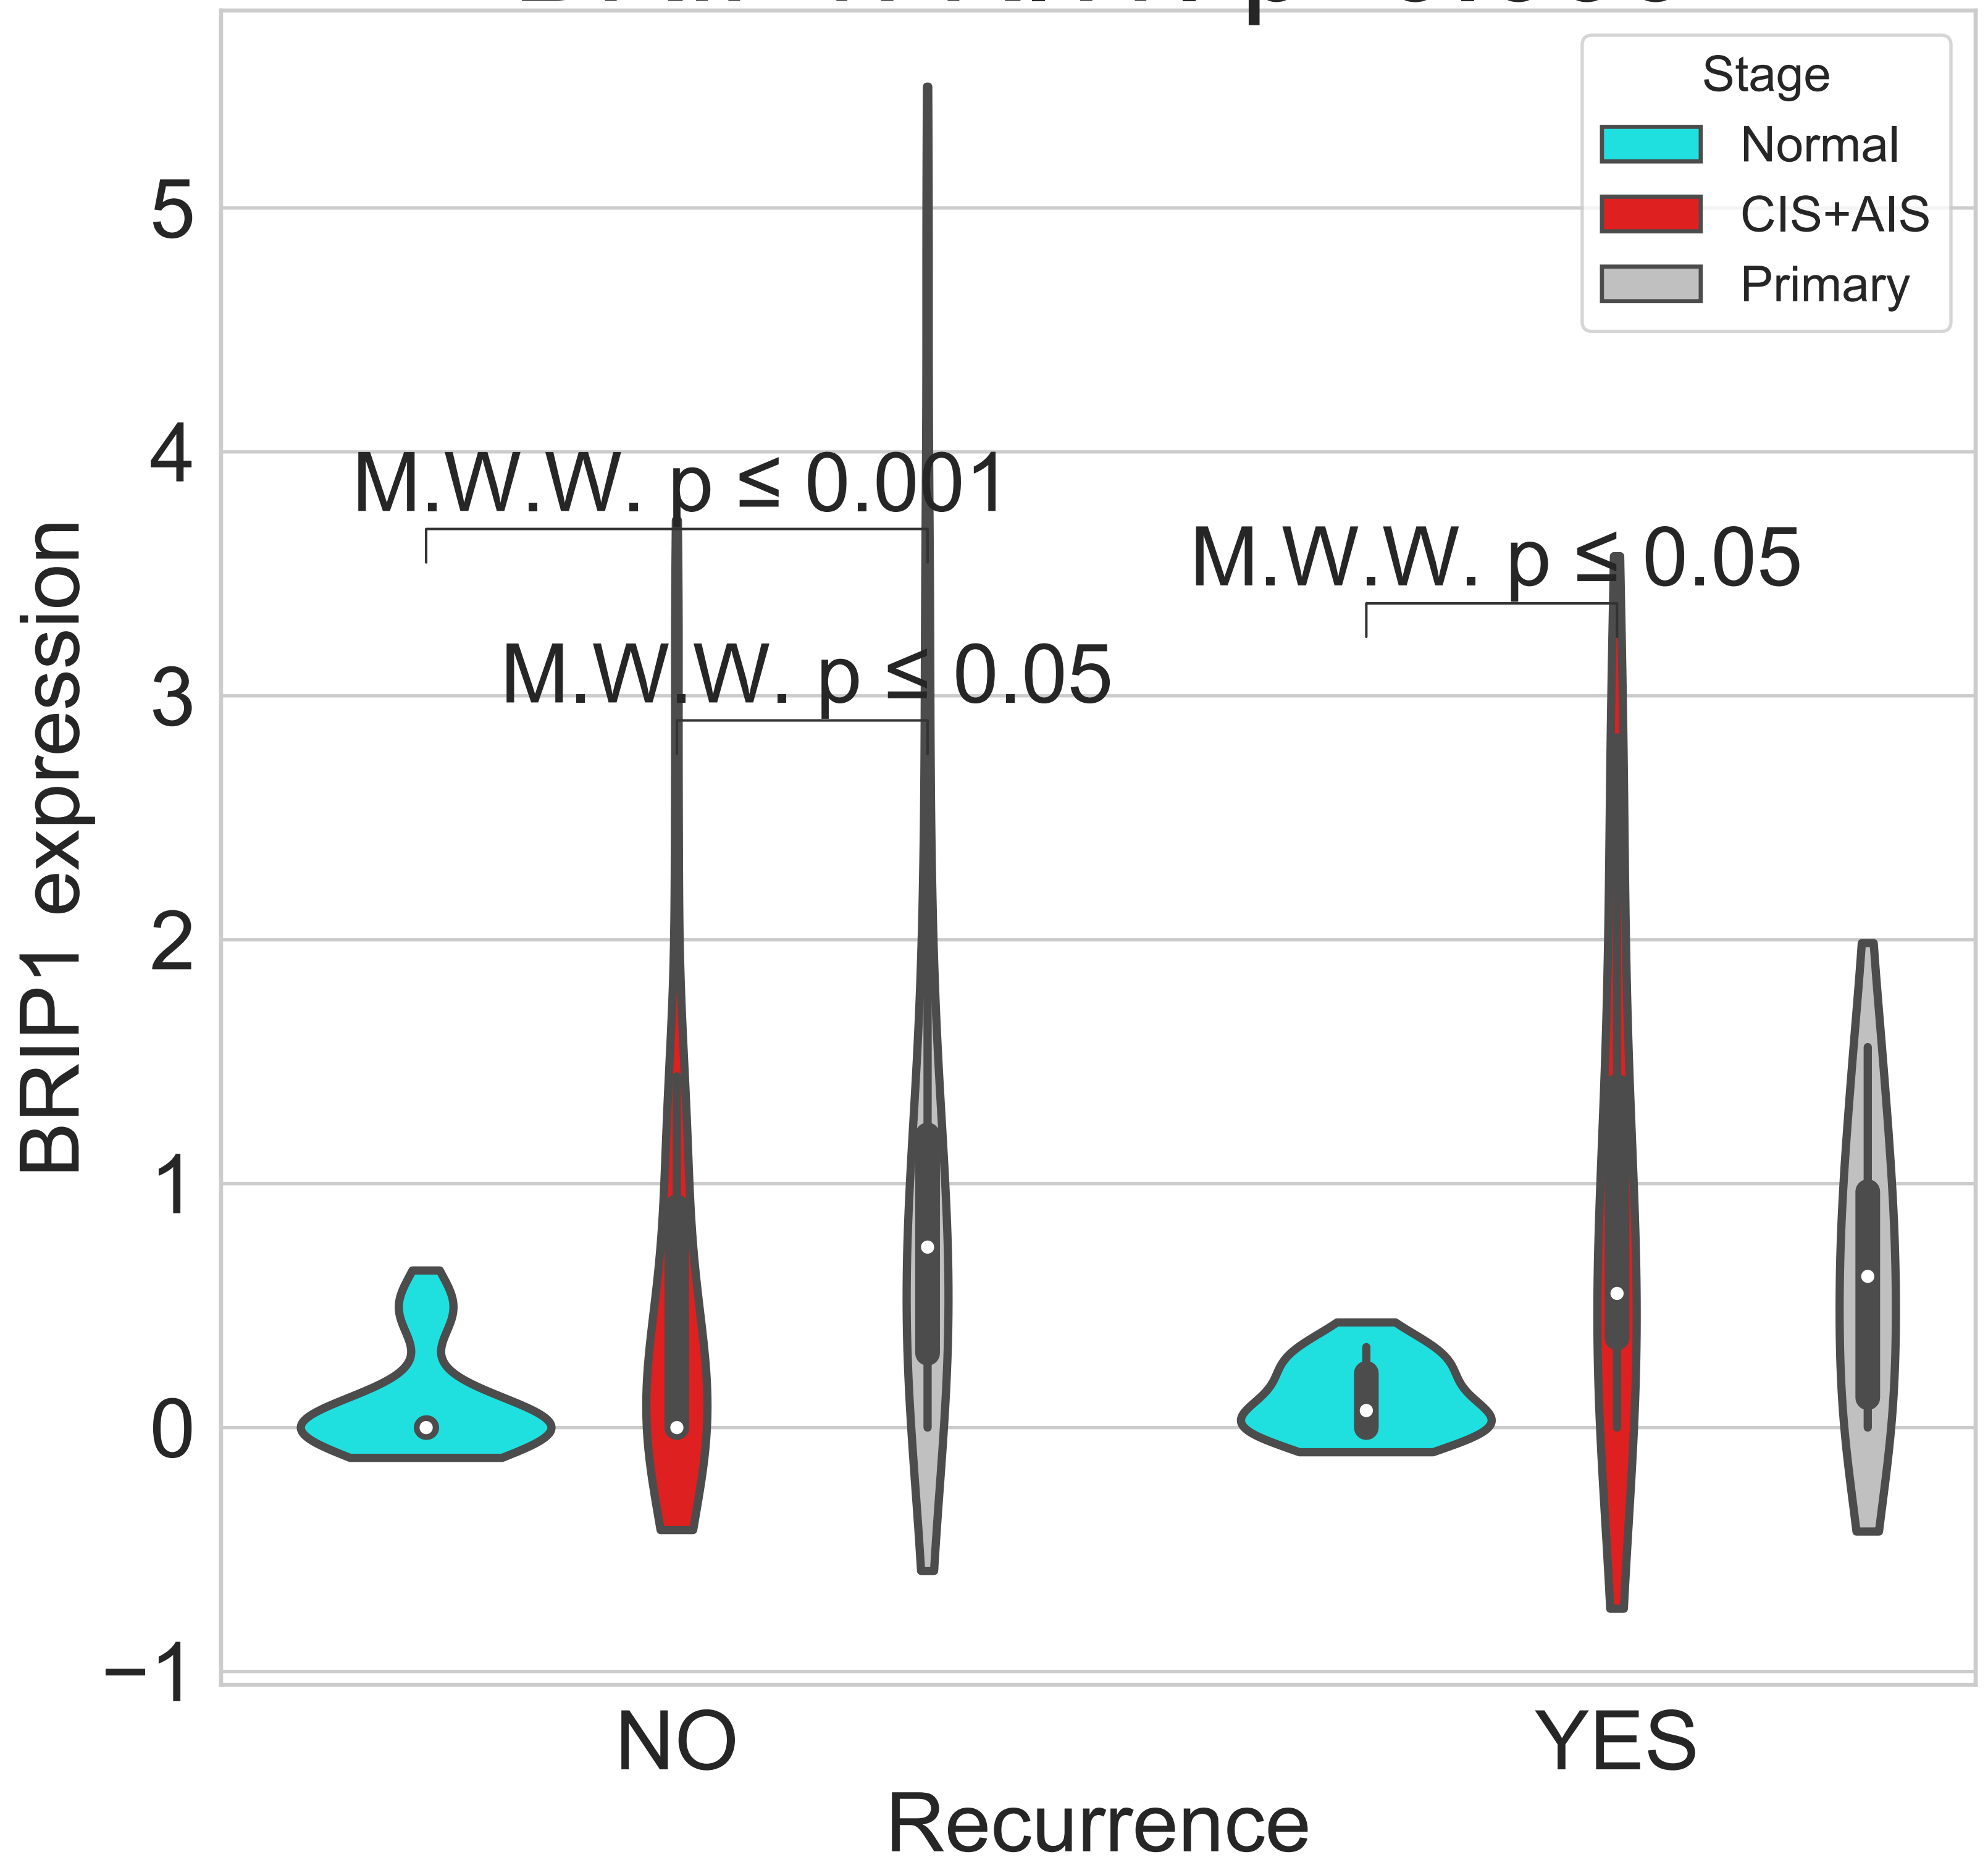 Stage
Normal
CIS+AIS
Primary
5
4
3
2
1
0
−1
M.W.W. p ≤ 0.001
M.W.W. p ≤ 0.05
M.W.W. p ≤ 0.05
BRIP1 expression
NO
YES
Recurrence